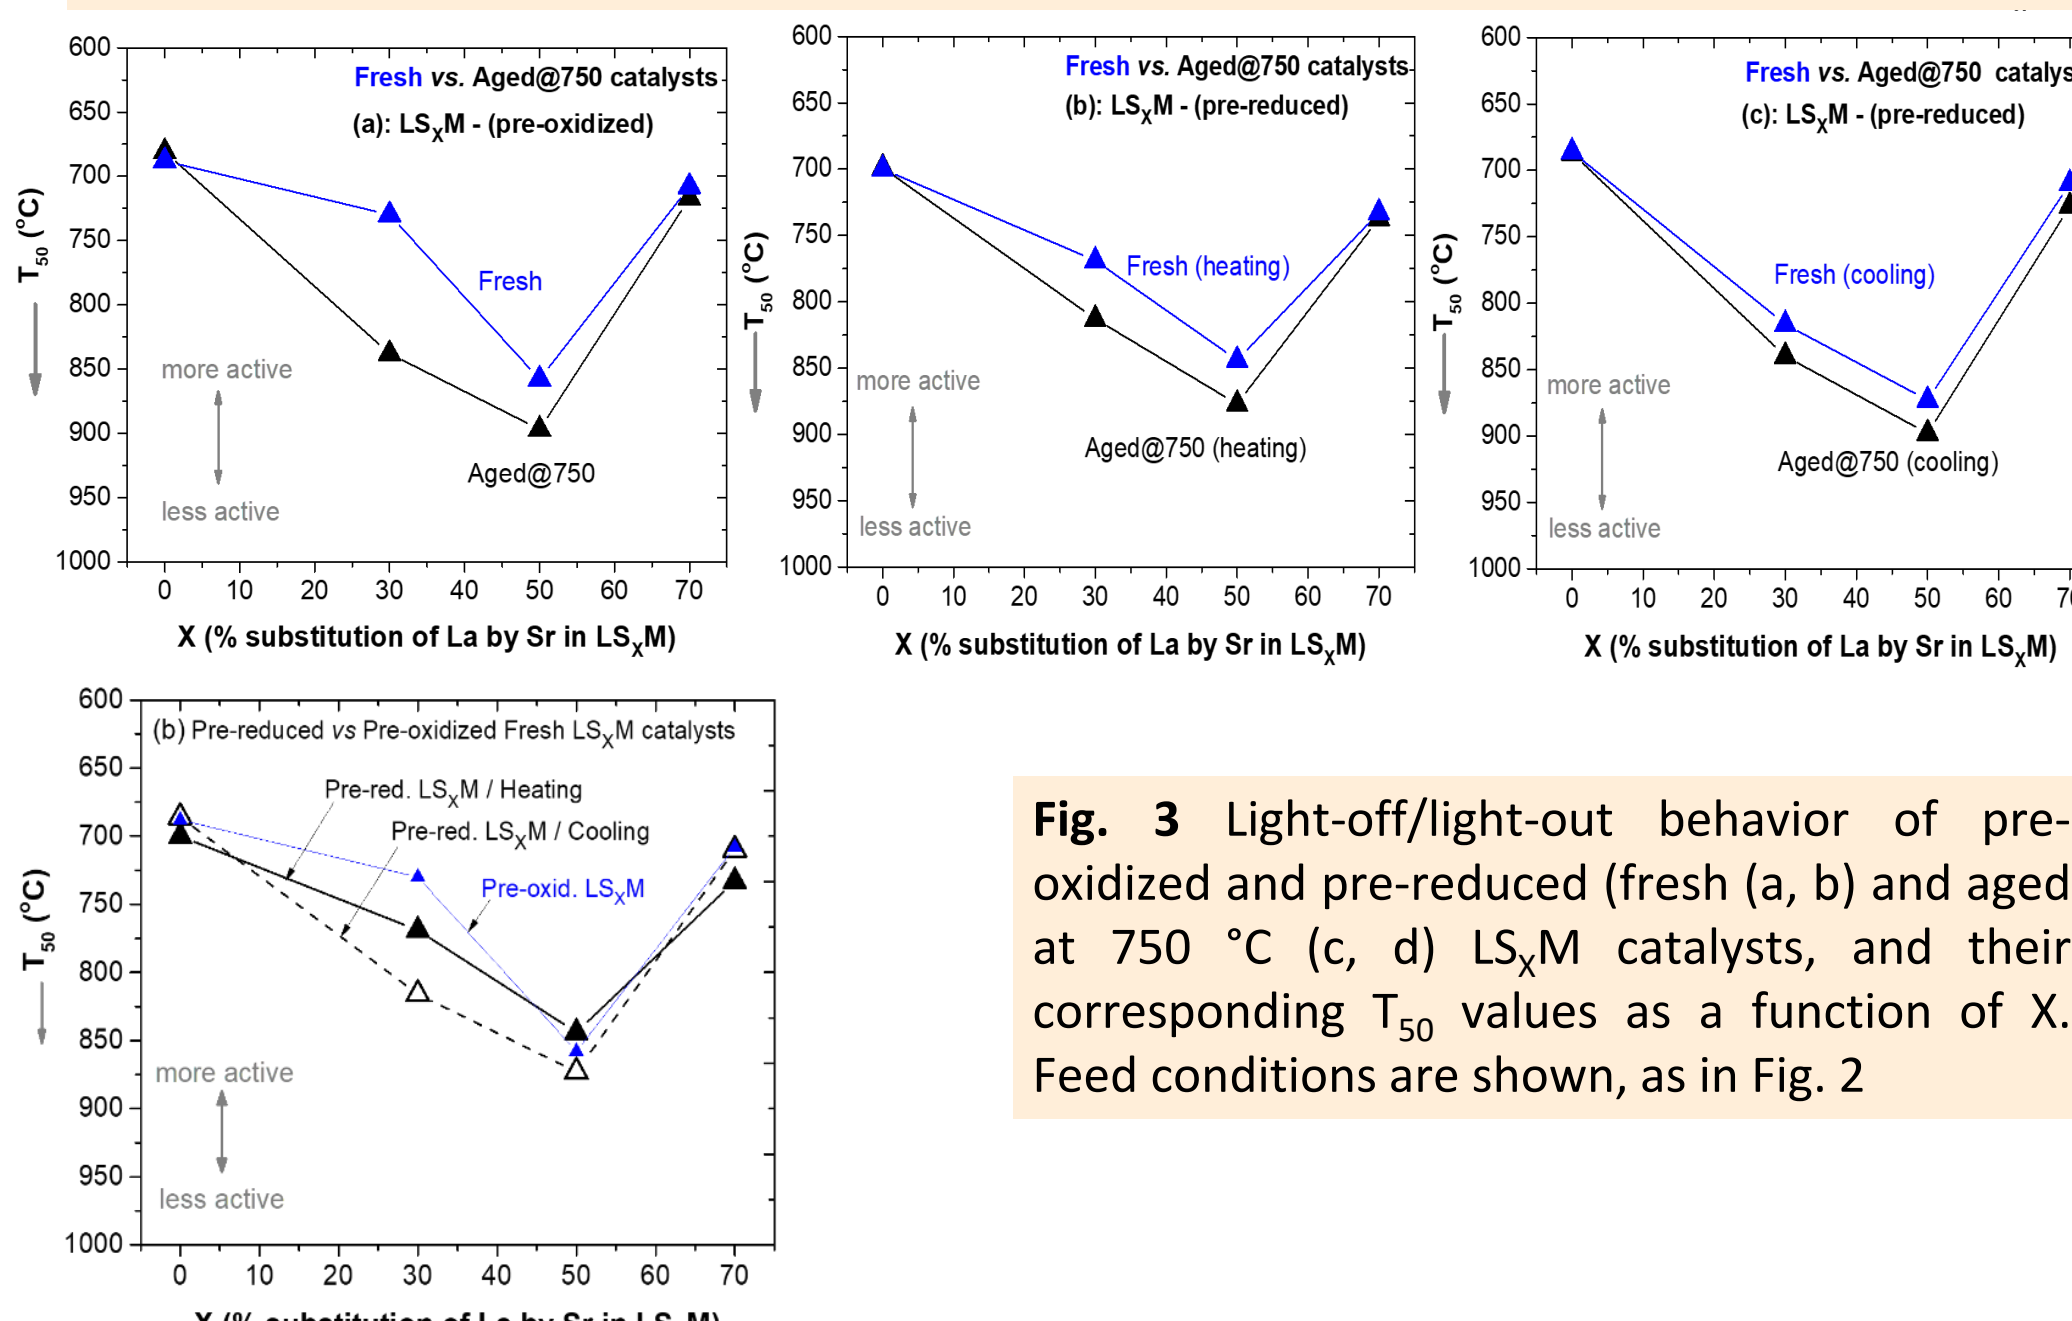 Fresh vs. Aged@750 catalysts
(a): LSXM - (pre-oxidized)
600
650
700
750
800
850
900
950
1000
T50 (°C)
Fresh
Aged@750
more active
less active
0 10 20 30 40 50 60 70
X (% substitution of La by Sr in LSXM)
Fresh vs. Aged@750 catalysts
(b): LSXM - (pre-reduced)
600
650
700
750
800
850
900
950
1000
T50 (°C)
Fresh (heating)
Aged@750 (heating)
more active
less active
0 10 20 30 40 50 60 70
X (% substitution of La by Sr in LSXM)
Fresh vs. Aged@750 catalys
(c): LSXM - (pre-reduced)
600
650
700
750
800
850
900
950
1000
T50 (°C)
Fresh (cooling)
Aged@750 (cooling)
more active
less active
0 10 20 30 40 50 60 70
X (% substitution of La by Sr in LSXM)
(b) Pre-reduced vs Pre-oxidized Fresh LSXM catalysts
600
650
700
750
800
850
900
950
1000
T50 (°C)
Pre-red. LSXM / Heating
Pre-red. LSXM / Cooling
Pre-oxid. LSXM
more active
less active
0 10 20 30 40 50 60 70
X (% substitution of La by Sr in LSXM)
Fig. 3 Light-off/light-out behavior of pre-
oxidized and pre-reduced (fresh (a, b) and aged
at 750 °C (c, d) LSXM catalysts, and their
corresponding T50 values as a function of X.
Feed conditions are shown, as in Fig. 2